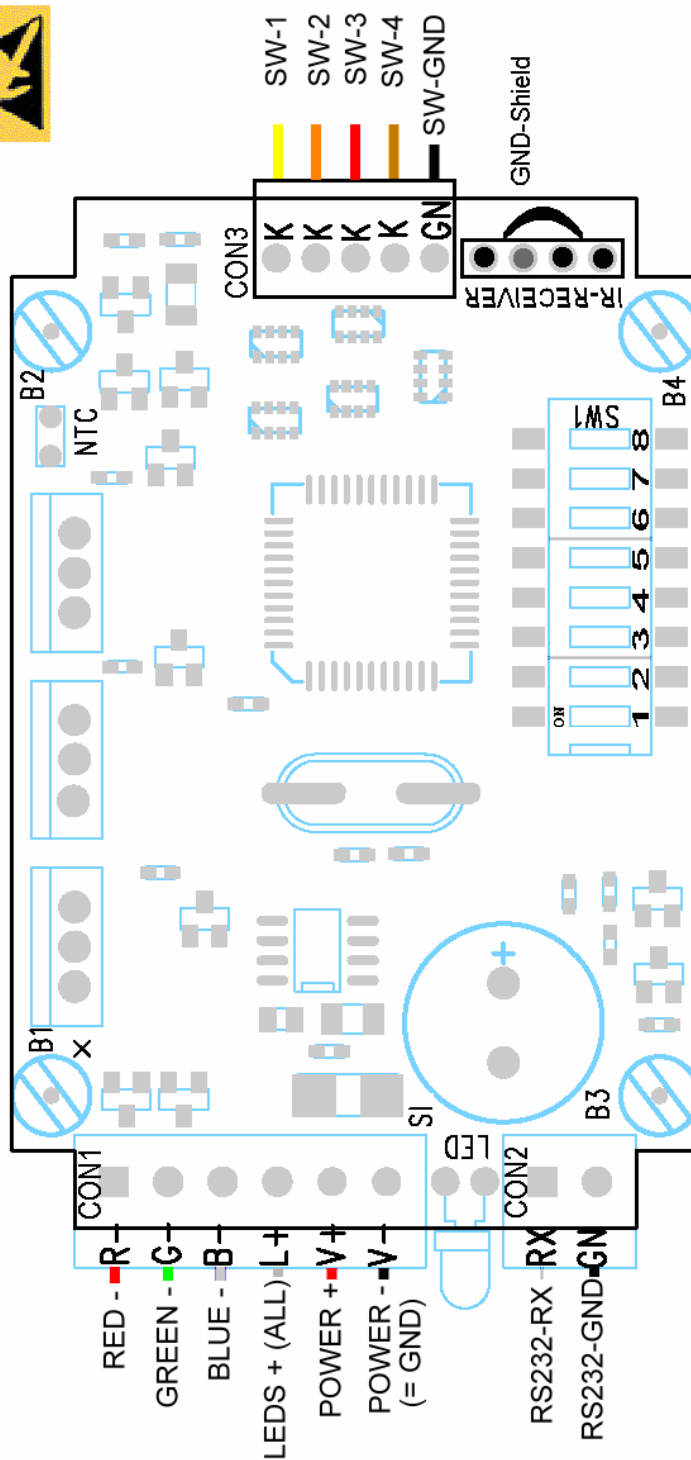 SW-1
SW-2
SW-3
SW-4
SW-GND
GND-Shield
CON3
K
K
K
K
GN
IR-RECEIVER
B2
NTC
B4
SW1
8
7
6
5
4
3
2
1
ON
B1
X
+
SI
B3
LED
CON1
CON2
R-
G-
B-
L+
V+
V-
RX
GN
RED -
GREEN -
BLUE -
LEDS + (ALL)
POWER +
POWER -
(= GND)
RS232-RX
RS232-GND